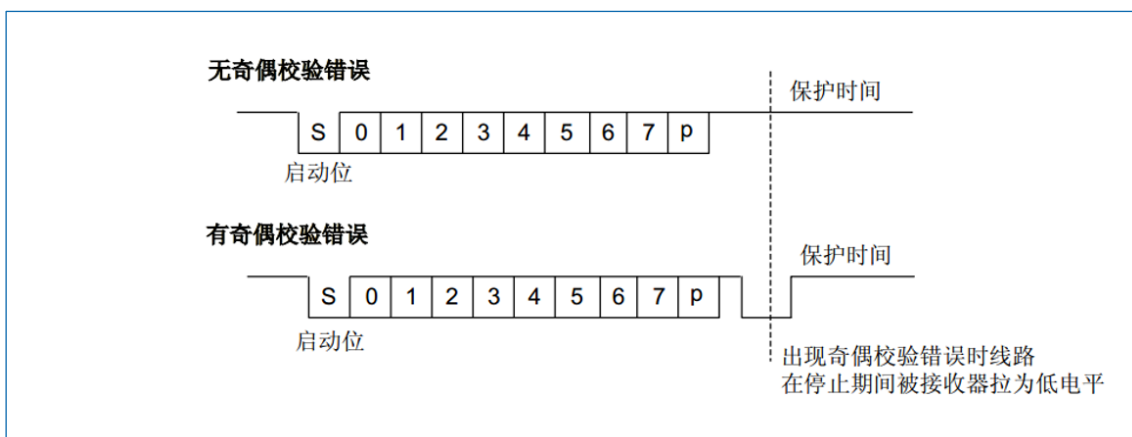 无奇偶校验错误
保护时间
S 0 1 2 3 4 5 6 7 p
启动位
有奇偶校验错误
保护时间
S 0 1 2 3 4 5 6 7 p
启动位
出现奇偶校验错误时线路
在停止期间被接收器拉为低电平